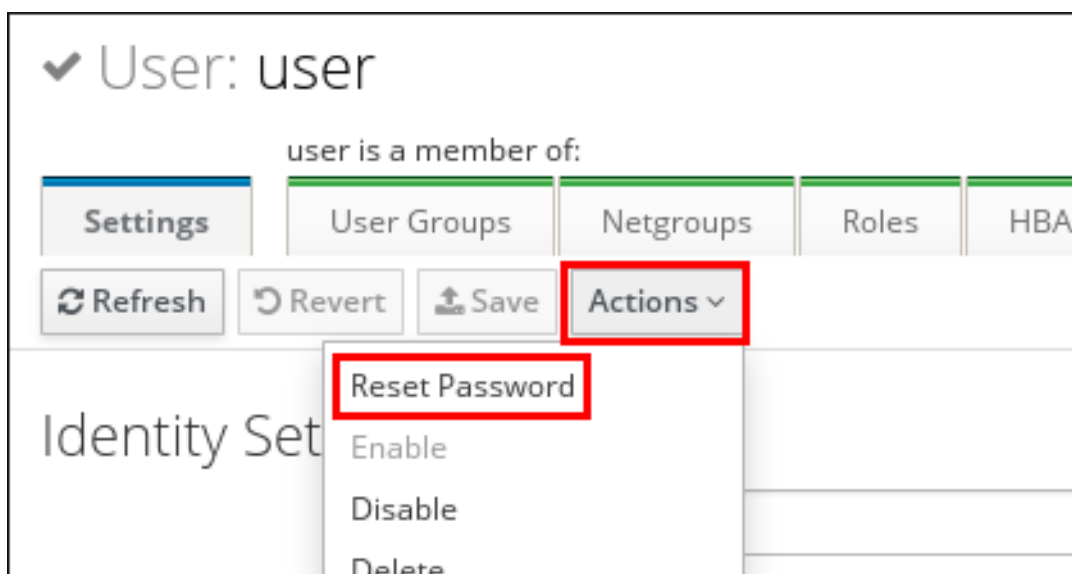 User: user
user is a member of:
Settings User Groups Netgroups Roles HBA
Refresh Revert Save Actions
Reset Password
Identity Set
Enable
Disable
Delete